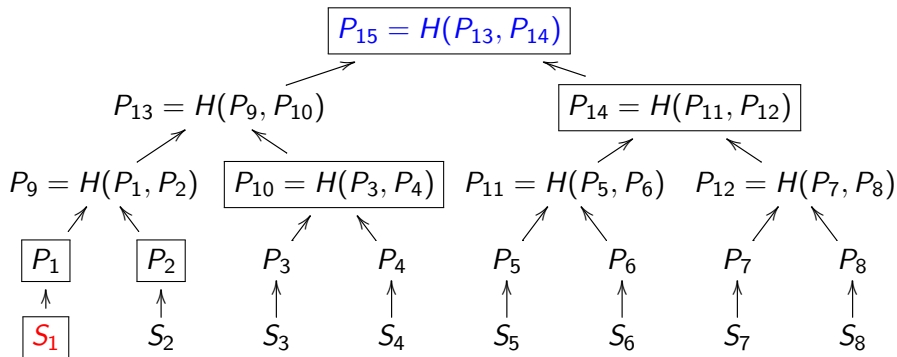 P₁₅ = H(P₁₃, P₁₄)
P₁₃ = H(P₉, P₁₀) P₁₄ = H(P₁₁, P₁₂)
P₉ = H(P₁, P₂) P₁₀ = H(P₃, P₄) P₁₁ = H(P₅, P₆) P₁₂ = H(P₇, P₈)
P₁ P₂ P₃ P₄ P₅ P₆ P₇ P₈
S₁ S₂ S₃ S₄ S₅ S₆ S₇ S₈